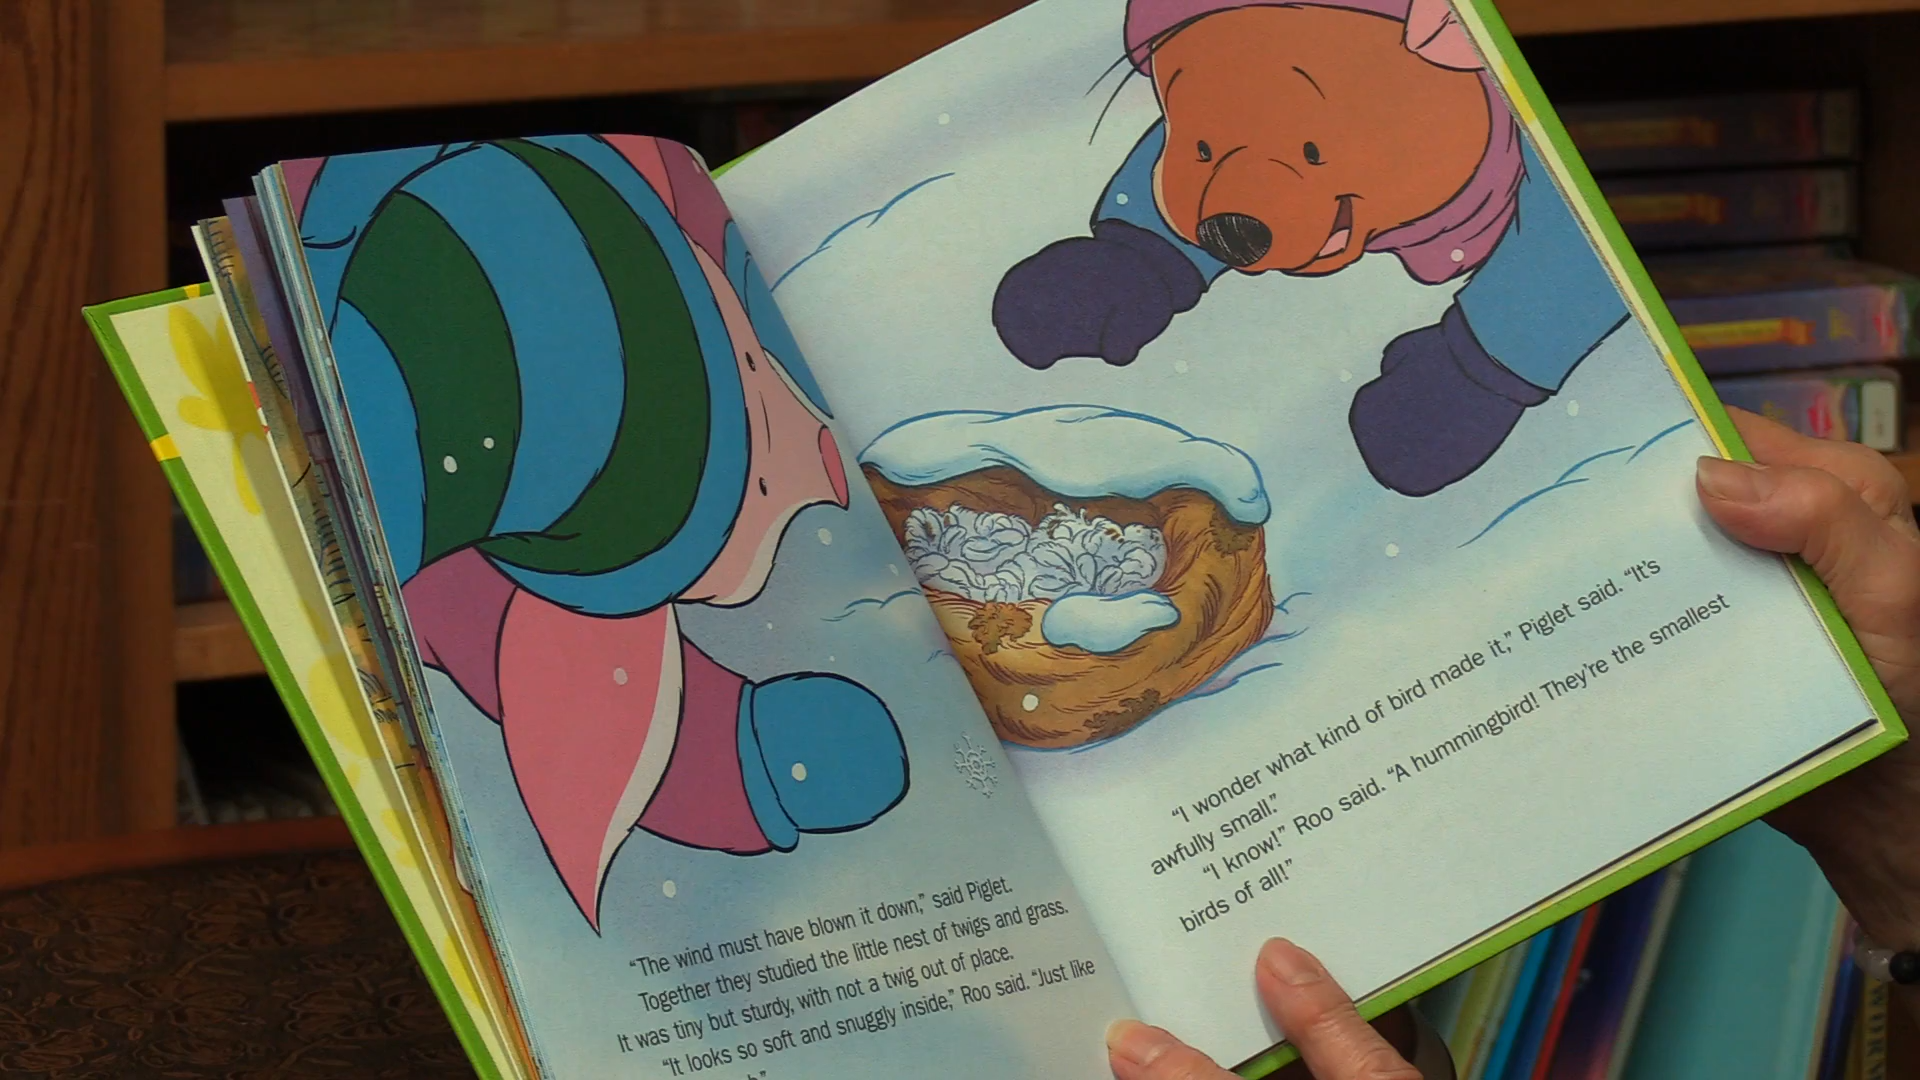 “The wind must have blown it down,” said Piglet.
Together they studied the little nest of twigs and grass.
It was tiny but sturdy, with not a twig out of place.
“It looks so soft and snuggly inside,” Roo said. “Just like
“I wonder what kind of bird made it,” Piglet said. “It’s
awfully small.”
“I know!” Roo said. “A hummingbird! They’re the smallest
birds of all!”